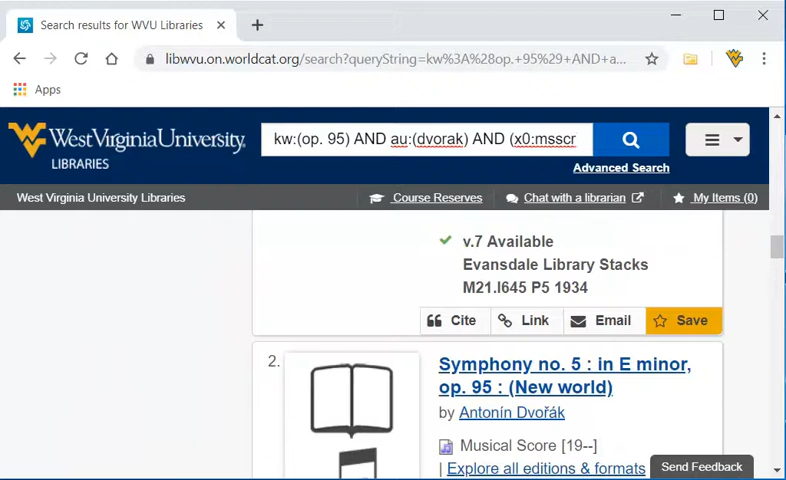 Search results for WVU Libraries
libwvu.on.worldcat.org/search?queryString=kw%3A%28op.+95%29+AND+a...
Apps
WestVirginiaUniversity
LIBRARIES
kw:(op. 95) AND au:(dvorak) AND (x0:msscr
Advanced Search
West Virginia University Libraries
Course Reserves
Chat with a librarian
My Items (0)
v.7 Available
Evansdale Library Stacks
M21.I645 P5 1934
Cite
Link
Email
Save
2.
Symphony no. 5 : in E minor,
op. 95 : (New world)
by Antonín Dvořák
Musical Score [19--]
| Explore all editions & formats
Send Feedback